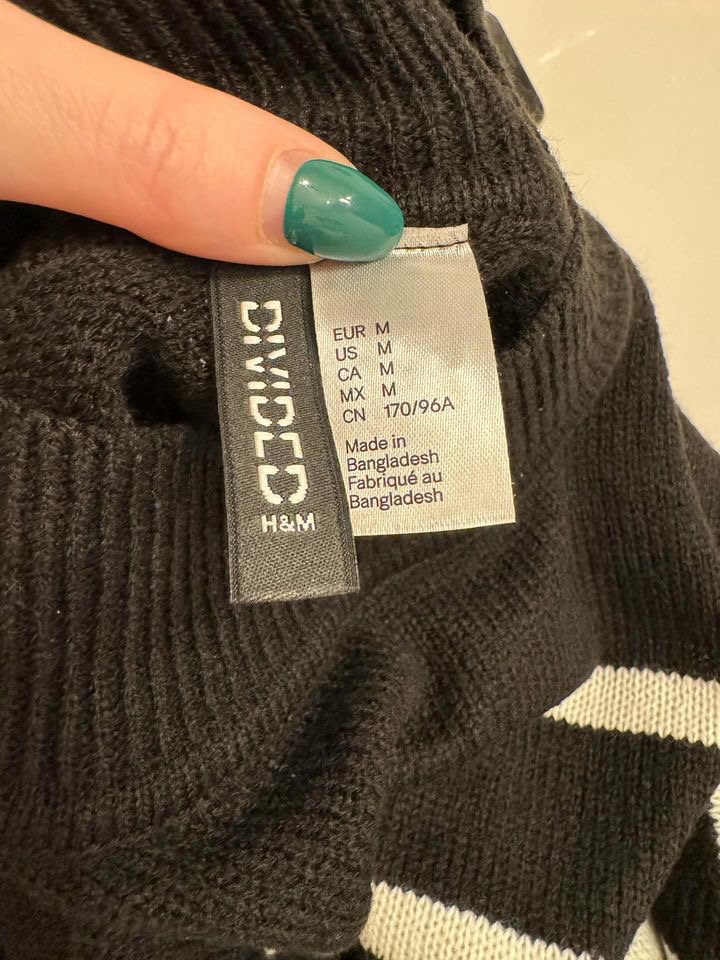 DIVIDED
H&M
EUR M
US M
CA M
MX M
CN 170/96A
Made in
Bangladesh
Fabriqué au
Bangladesh